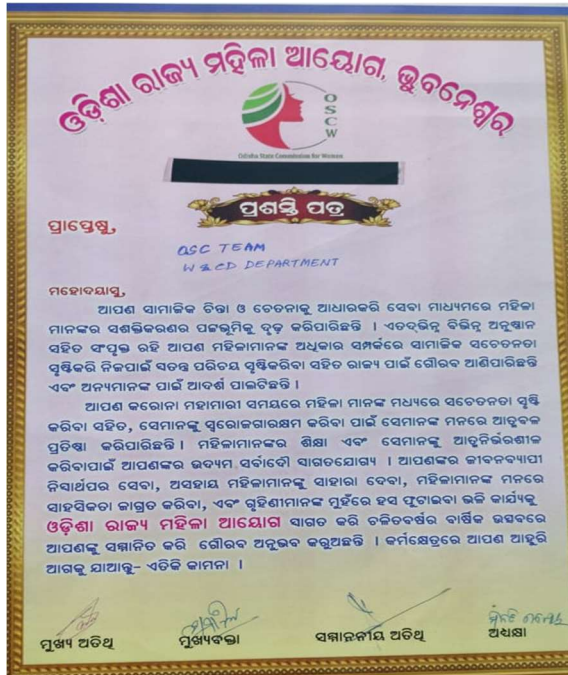 ଓଡ଼ିଶା ରାଜ୍ୟ ମହିଳା ଆୟୋଗ, ଭୁବନେଶ୍ୱର
OSCW
Odisha State Commission for Women
ପ୍ରଶସ୍ତି ପତ୍ର
ପ୍ରାପ୍ତେଷୁ,
OSC TEAM
W & CD DEPARTMENT
ମହୋଦୟାସୁ,
ଆପଣ ସାମାଜିକ ଚିନ୍ତା ଓ ଚେତନାକୁ ଆଧାରକରି ସେବା ମାଧ୍ୟମରେ ମହିଳା
ମାନଙ୍କର ସଶକ୍ତିକରଣର ପଟ୍ଟଭୂମିକୁ ଦୃଢ଼ କରିପାରିଛନ୍ତି । ଏତଦ୍‌ଭିନ୍ନ ବିଭିନ୍ନ ଅନୁଷ୍ଠାନ
ସହିତ ସଂପୃକ୍ତ ରହି ଆପଣ ମହିଳାମାନଙ୍କ ଅଧିକାର ସମ୍ପର୍କରେ ସାମାଜିକ ସଚେତନତା
ସୃଷ୍ଟିକରି ନିଜପାଇଁ ସତନ୍ତ ପରିଚୟ ସୃଷ୍ଟିକରିବା ସହିତ ରାଜ୍ୟ ପାଇଁ ଗୌରବ ଆଣିପାରିଛନ୍ତି
ଏବଂ ଅନ୍ୟମାନଙ୍କ ପାଇଁ ଆଦର୍ଶ ପାଲଟିଛନ୍ତି ।
ଆପଣ କରୋନା ମହାମାରୀ ସମୟରେ ମହିଳା ମାନଙ୍କ ମଧ୍ୟରେ ସଚେତନତା ସୃଷ୍ଟି
କରିବା ସହିତ, ସେମାନଙ୍କୁ ସ୍ୱରୋଜଗାରକ୍ଷମ କରିବା ପାଇଁ ସେମାନଙ୍କ ମନରେ ଆତ୍ମବଳ
ପ୍ରତିଷ୍ଠା କରିପାରିଛନ୍ତି । ମହିଳାମାନଙ୍କର ଶିକ୍ଷା ଏବଂ ସେମାନଙ୍କୁ ଆତ୍ମନିର୍ଭରଶୀଳ
କରିବାପାଇଁ ଆପଣଙ୍କର ଉଦ୍ୟମ ସର୍ବାଦୌ ସାଗତଯୋଗ୍ୟ । ଆପଣଙ୍କର ଜୀବନବ୍ୟାପୀ
ନିସାର୍ଥପର ସେବା, ଅସହାୟ ମହିଳାମାନଙ୍କୁ ସାହାରା ଦେବା, ମହିଳାମାନଙ୍କ ମନରେ
ସାହସିକତା ଜାଗ୍ରତ କରିବା, ଏବଂ ଗୃହିଣୀମାନଙ୍କ ମୁହଁରେ ହସ ଫୁଟାଇବା ଭଳି କାର୍ଯ୍ୟକୁ
ଓଡ଼ିଶା ରାଜ୍ୟ ମହିଳା ଆୟୋଗ ସାଗତ କରି ଚଳିତବର୍ଷର ବାର୍ଷିକ ଉତ୍ସବରେ
ଆପଣଙ୍କୁ ସମ୍ମାନିତ କରି ଗୌରବ ଅନୁଭବ କରୁଅଛନ୍ତି । କର୍ମକ୍ଷେତ୍ରରେ ଆପଣ ଆହୁରି
ଆଗକୁ ଯାଆନ୍ତୁ- ଏତିକି କାମନା ।
ମୁଖ୍ୟ ଅତିଥି ମୁଖ୍ୟବକ୍ତା ସମ୍ମାନନୀୟ ଅତିଥି ଅଧ୍ୟକ୍ଷା